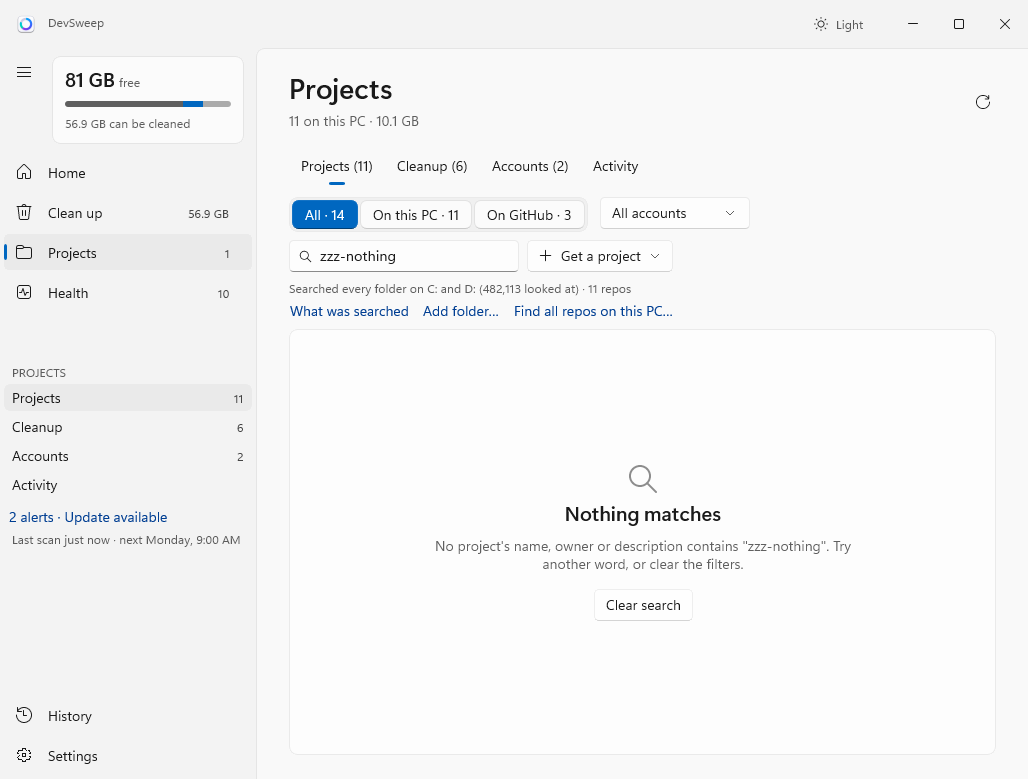 DevSweep
Light
81 GB free
56.9 GB can be cleaned
Home
Clean up 56.9 GB
Projects 1
Health 10
PROJECTS
Projects 11
Cleanup 6
Accounts 2
Activity
2 alerts · Update available
Last scan just now · next Monday, 9:00 AM
History
Settings
Projects
11 on this PC · 10.1 GB
Projects (11) Cleanup (6) Accounts (2) Activity
All · 14 On this PC · 11 On GitHub · 3 All accounts
zzz-nothing Get a project
Searched every folder on C: and D: (482,113 looked at) · 11 repos
What was searched Add folder... Find all repos on this PC...
Nothing matches
No project's name, owner or description contains "zzz-nothing". Try
another word, or clear the filters.
Clear search